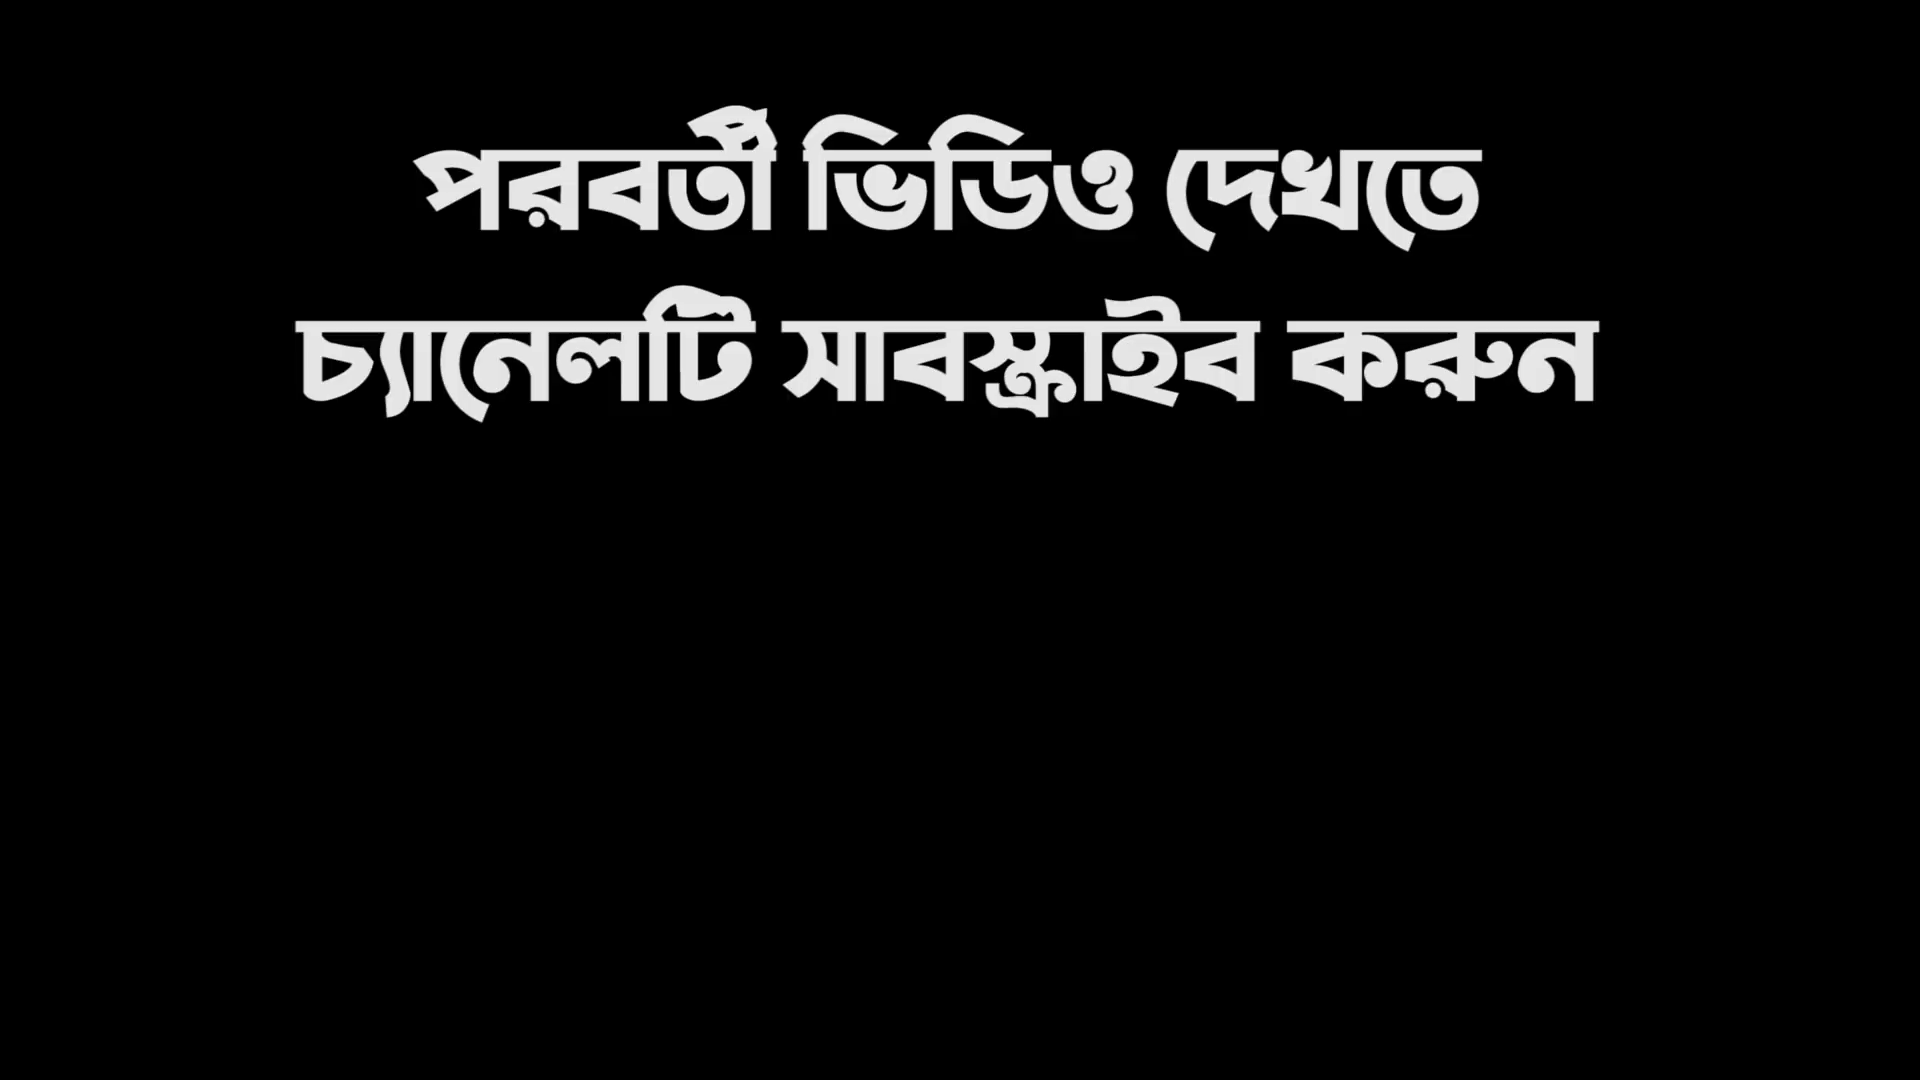 পরবর্তী ভিডিও দেখতে
চ্যানেলটি সাবস্ক্রাইব করুন